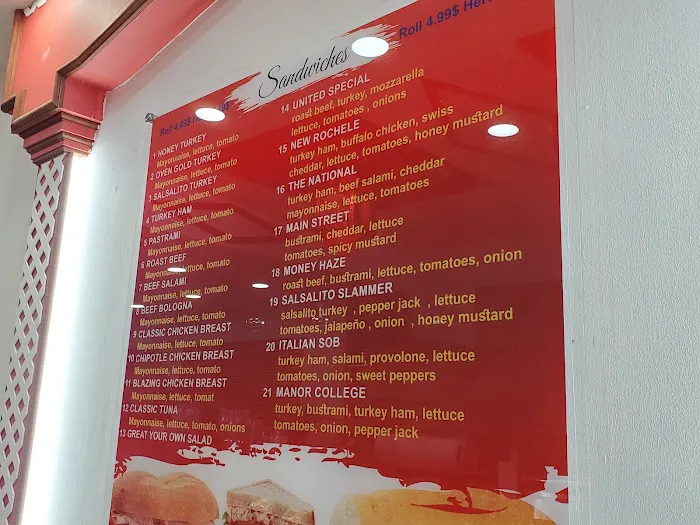 Sandwiches
Roll 4.49$
1 HONEY TURKEY
Mayonnaise, lettuce, tomato
2 OVEN GOLD TURKEY
Mayonnaise, lettuce, tomato
3 SALSALITO TURKEY
Mayonnaise, lettuce, tomato
4 TURKEY HAM
Mayonnaise, lettuce, tomato
5 PASTRAMI
Mayonnaise, lettuce, tomato
6 ROAST BEEF
Mayonnaise, lettuce, tomato
7 BEEF SALAMI
Mayonnaise, lettuce, tomato
8 BEEF BOLOGNA
Mayonnaise, lettuce, tomato
9 CLASSIC CHICKEN BREAST
Mayonnaise, lettuce, tomato
10 CHIPOTLE CHICKEN BREAST
Mayonnaise, lettuce, tomato
11 BLAZING CHICKEN BREAST
Mayonnaise, lettuce, tomat
12 CLASSIC TUNA
Mayonnaise, lettuce, tomato, onions
13 GREAT YOUR OWN SALAD
Roll 4.99$ Her
14 UNITED SPECIAL
roast beef, turkey, mozzarella
lettuce, tomatoes , onions
15 NEW ROCHELE
turkey ham, buffalo chicken, swiss
cheddar, lettuce, tomatoes, honey mustard
16 THE NATIONAL
turkey ham, beef salami, cheddar
mayonnaise, lettuce, tomatoes
17 MAIN STREET
bustrami, cheddar, lettuce
tomatoes, spicy mustard
18 MONEY HAZE
roast beef, bustrami, lettuce, tomatoes, onion
19 SALSALITO SLAMMER
salsalito turkey , pepper jack , lettuce
tomatoes, jalapeño , onion , honey mustard
20 ITALIAN SOB
turkey ham, salami, provolone, lettuce
tomatoes, onion, sweet peppers
21 MANOR COLLEGE
turkey, bustrami, turkey ham, lettuce
tomatoes, onion, pepper jack